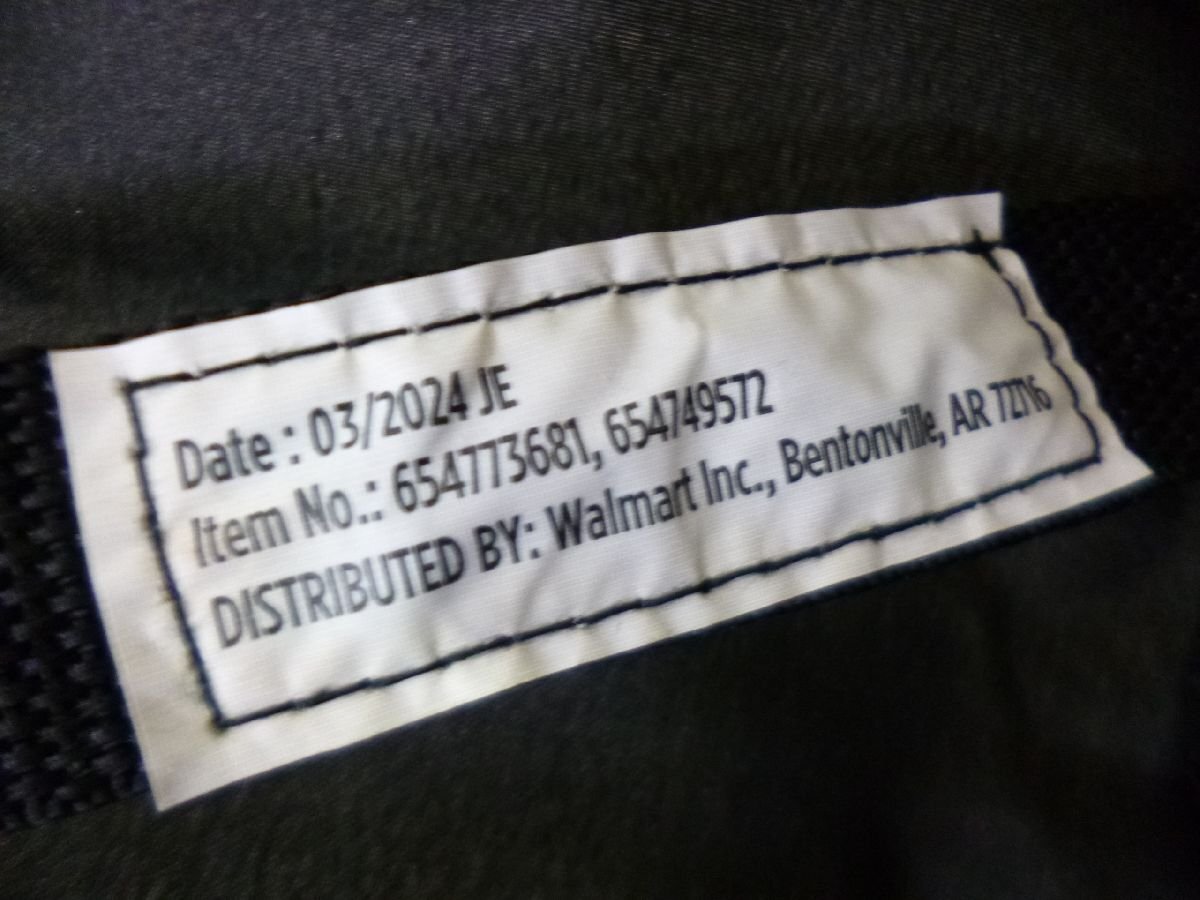 Date : 03/2024 JE
Item No.: 654773681, 654749572
DISTRIBUTED BY: Walmart Inc., Bentonville, AR 72716